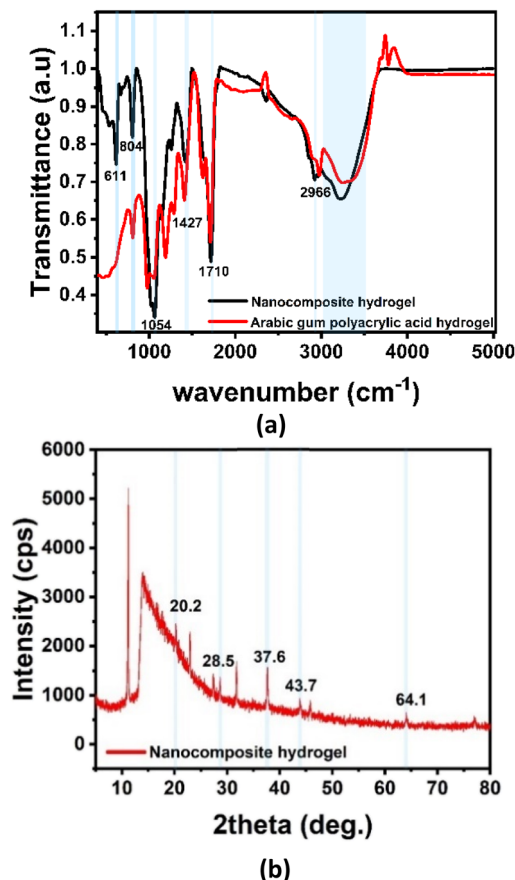 Transmittance (a.u)
1.1
1.0
0.9
0.8
0.7
0.6
0.5
0.4
611
804
1054
1427
1710
2966
Nanocomposite hydrogel
Arabic gum polyacrylic acid hydrogel
1000 2000 3000 4000 5000
wavenumber (cm⁻¹)
(a)
Intensity (cps)
6000
5000
4000
3000
2000
1000
0
20.2
28.5
37.6
43.7
64.1
Nanocomposite hydrogel
10 20 30 40 50 60 70 80
2theta (deg.)
(b)